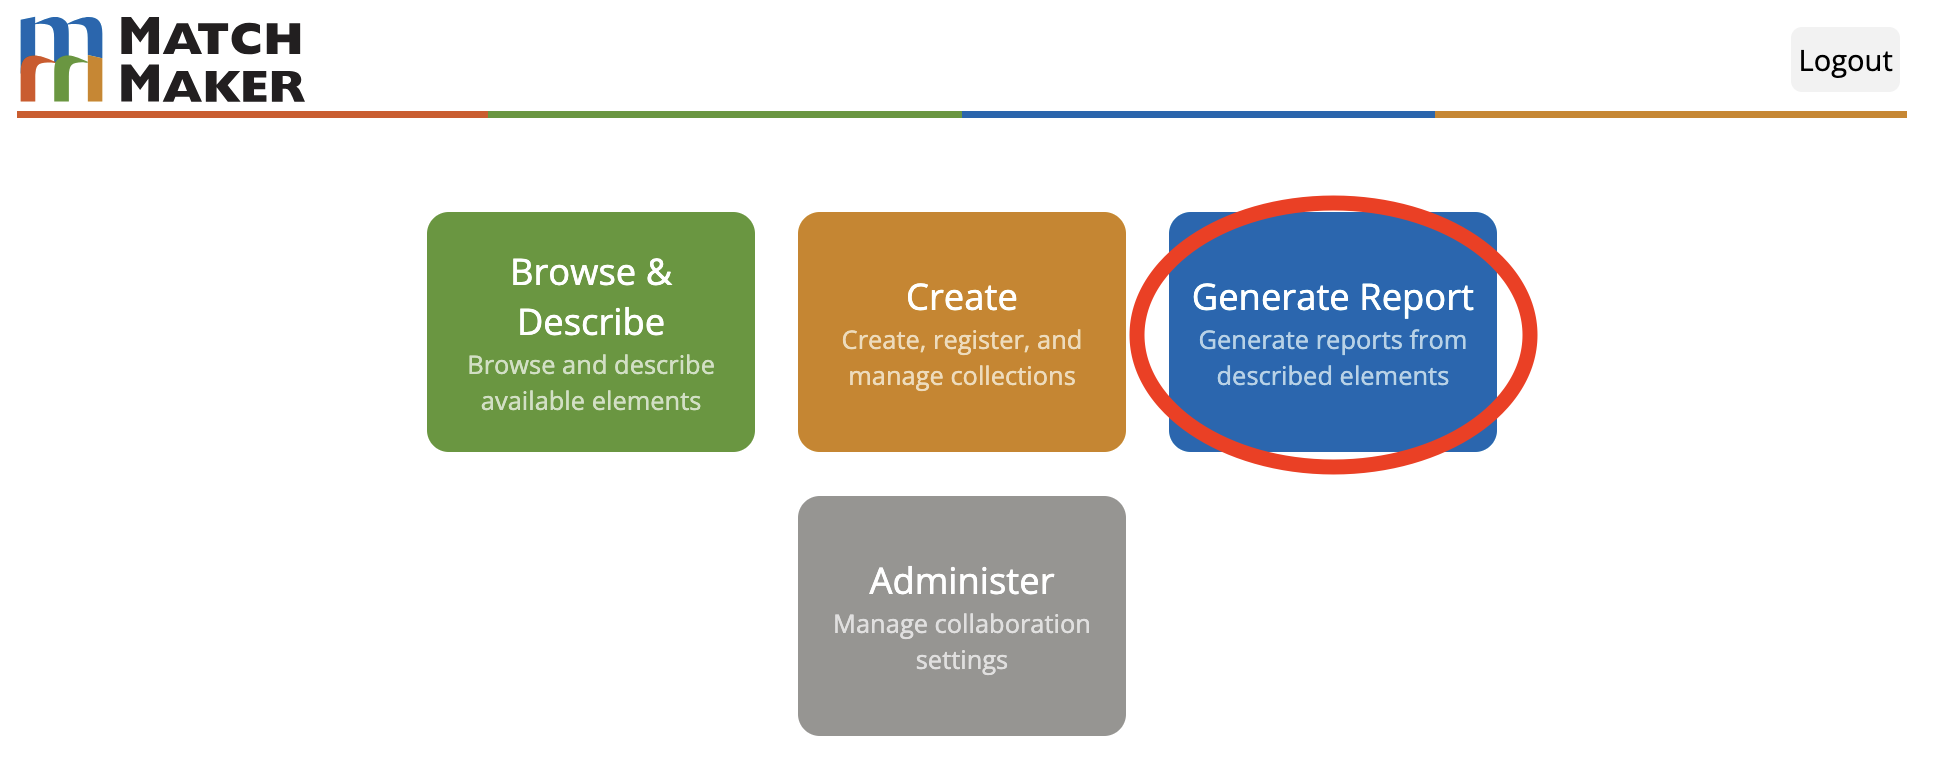 MATCH
MAKER
Logout
Browse &
Describe
Browse and describe
available elements
Create
Create, register, and
manage collections
Generate Report
Generate reports from
described elements
Administer
Manage collaboration
settings